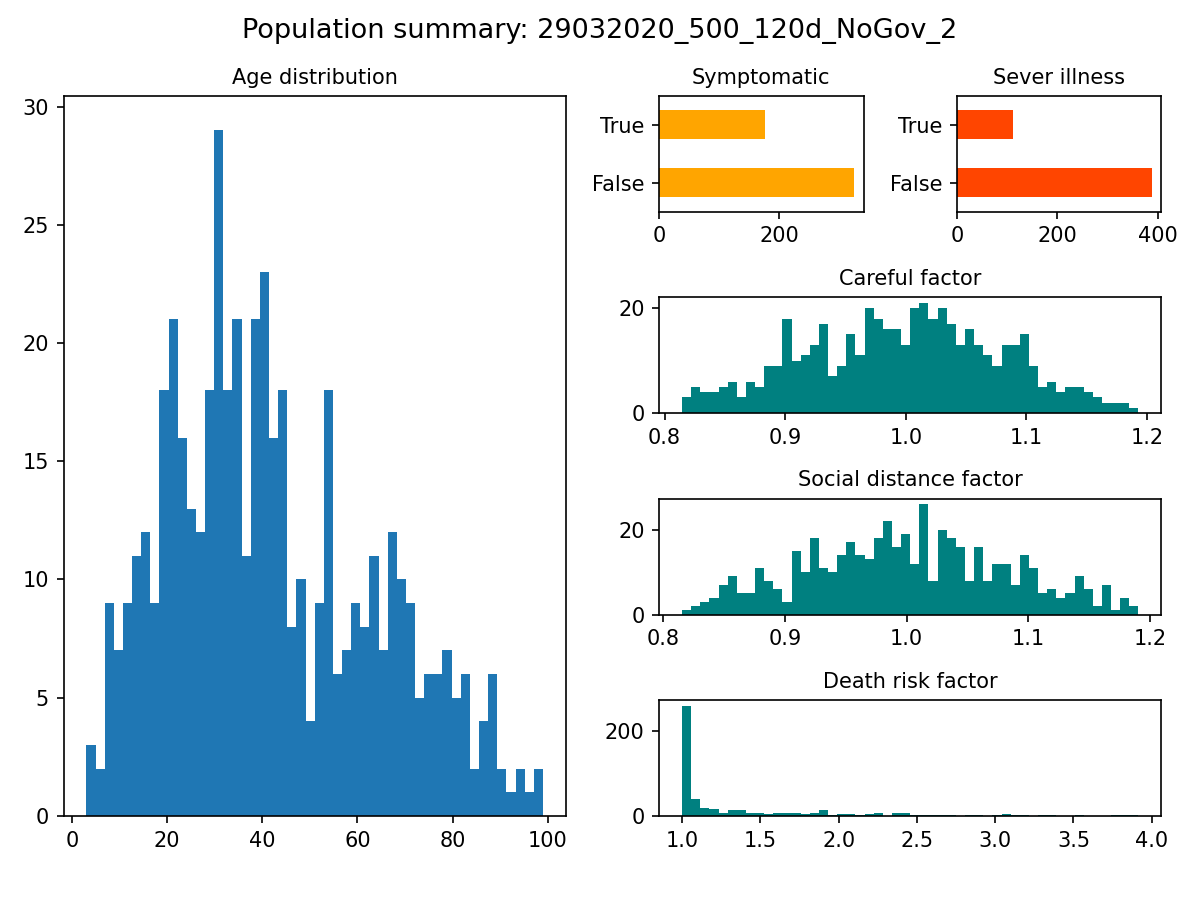 Population summary: 29032020_500_120d_NoGov_2
Age distribution
30
25
20
15
10
5
0
0 20 40 60 80 100
Symptomatic
True
False
0 200
Sever illness
True
False
0 200 400
Careful factor
20
0
0.8 0.9 1.0 1.1 1.2
Social distance factor
20
0
0.8 0.9 1.0 1.1 1.2
Death risk factor
200
0
1.0 1.5 2.0 2.5 3.0 3.5 4.0